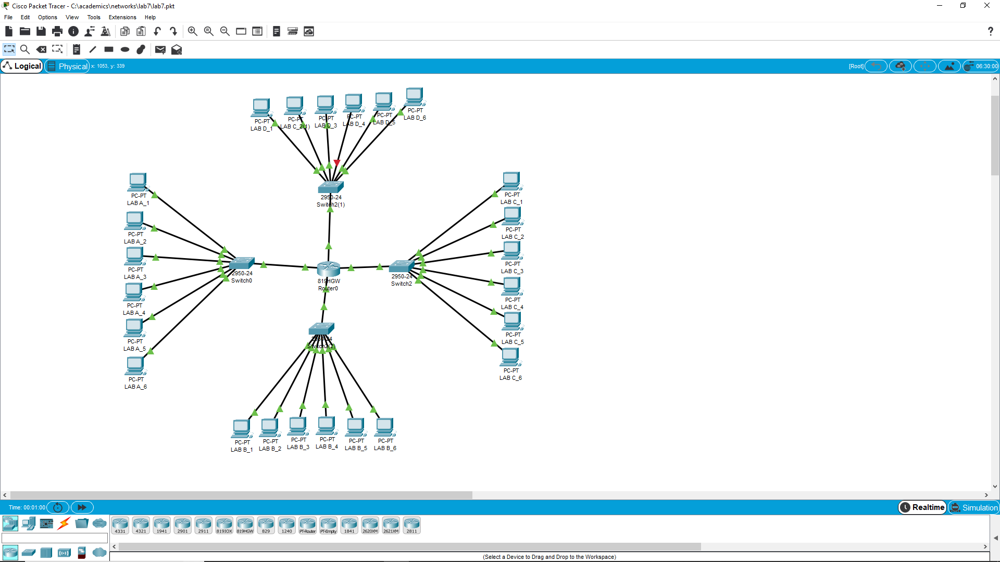 Cisco Packet Tracer - C:\academics\networks\lab7\lab7.pkt
File Edit Options View Tools Extensions Help
Logical Physical x: 1053, y: 339 [Root] 06:30:00
PC-PT
LAB D_1
PC-PT
LAB C_2(1)
PC-PT
LAB D_3
PC-PT
LAB D_4
PC-PT
LAB D_5
PC-PT
LAB D_6
2950-24
Switch2(1)
PC-PT
LAB A_1
PC-PT
LAB A_2
PC-PT
LAB A_3
PC-PT
LAB A_4
PC-PT
LAB A_5
PC-PT
LAB A_6
2950-24
Switch0
819HGW
Router0
2950-24
Switch2
PC-PT
LAB C_1
PC-PT
LAB C_2
PC-PT
LAB C_3
PC-PT
LAB C_4
PC-PT
LAB C_5
PC-PT
LAB C_6
2950-24
Switch2(2)
PC-PT
LAB B_1
PC-PT
LAB B_2
PC-PT
LAB B_3
PC-PT
LAB B_4
PC-PT
LAB B_5
PC-PT
LAB B_6
Time: 00:01:00 Realtime Simulation
4331 4321 1941 2901 2911 819IOX 819HGW 829 1240 PT-Router PT-Empty 1841 2620XM 2621XM 2811
(Select a Device to Drag and Drop to the Workspace)